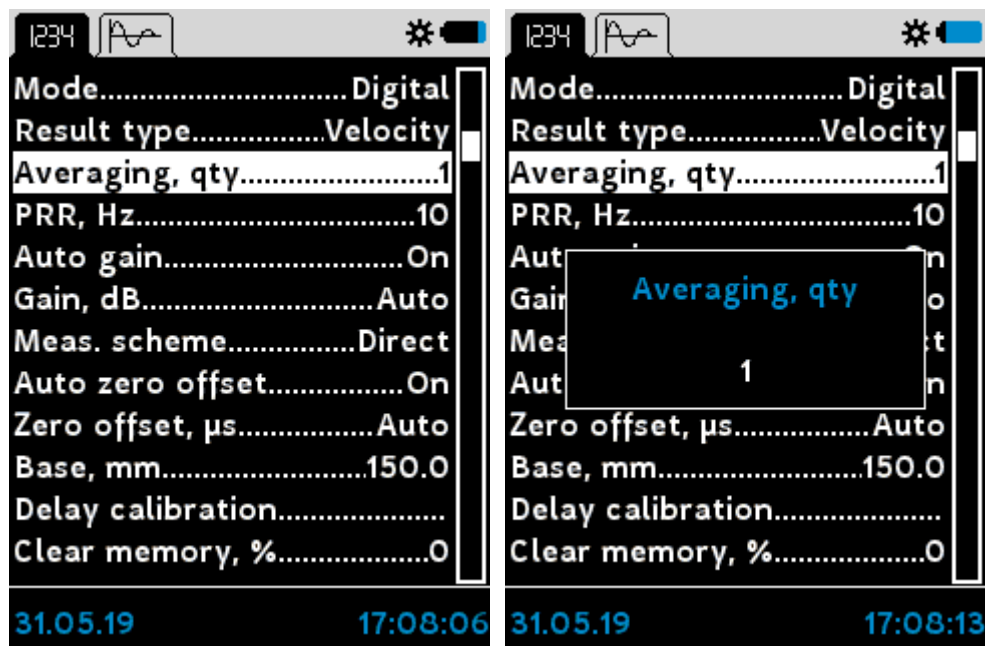 1234
Mode...............................Digital
Result type.................Velocity
Averaging, qty........................1
PRR, Hz...................................10
Auto gain..............................On
Gain, dB.............................Auto
Meas. scheme................Direct
Auto zero offset.................On
Zero offset, µs.................Auto
Base, mm..........................150.0
Delay calibration.....................
Clear memory, %...................0
31.05.19 17:08:06
1234
Mode...............................Digital
Result type.................Velocity
Averaging, qty........................1
PRR, Hz...................................10
Aut n
Gain o
Averaging, qty
Mea t
1
Aut n
Zero offset, µs.................Auto
Base, mm..........................150.0
Delay calibration.....................
Clear memory, %...................0
31.05.19 17:08:13